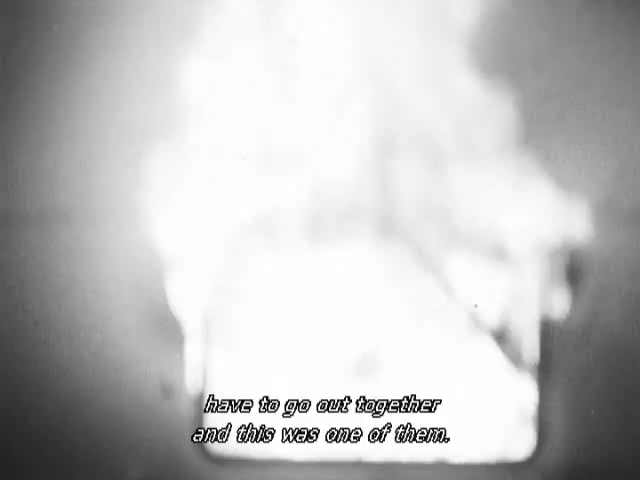 have to go out together
and this was one of them.